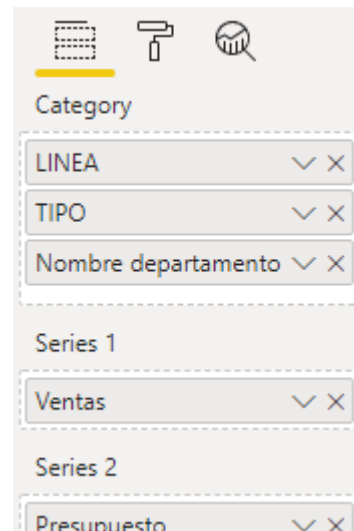 Category
LINEA
TIPO
Nombre departamento
Series 1
Ventas
Series 2
Presupuesto